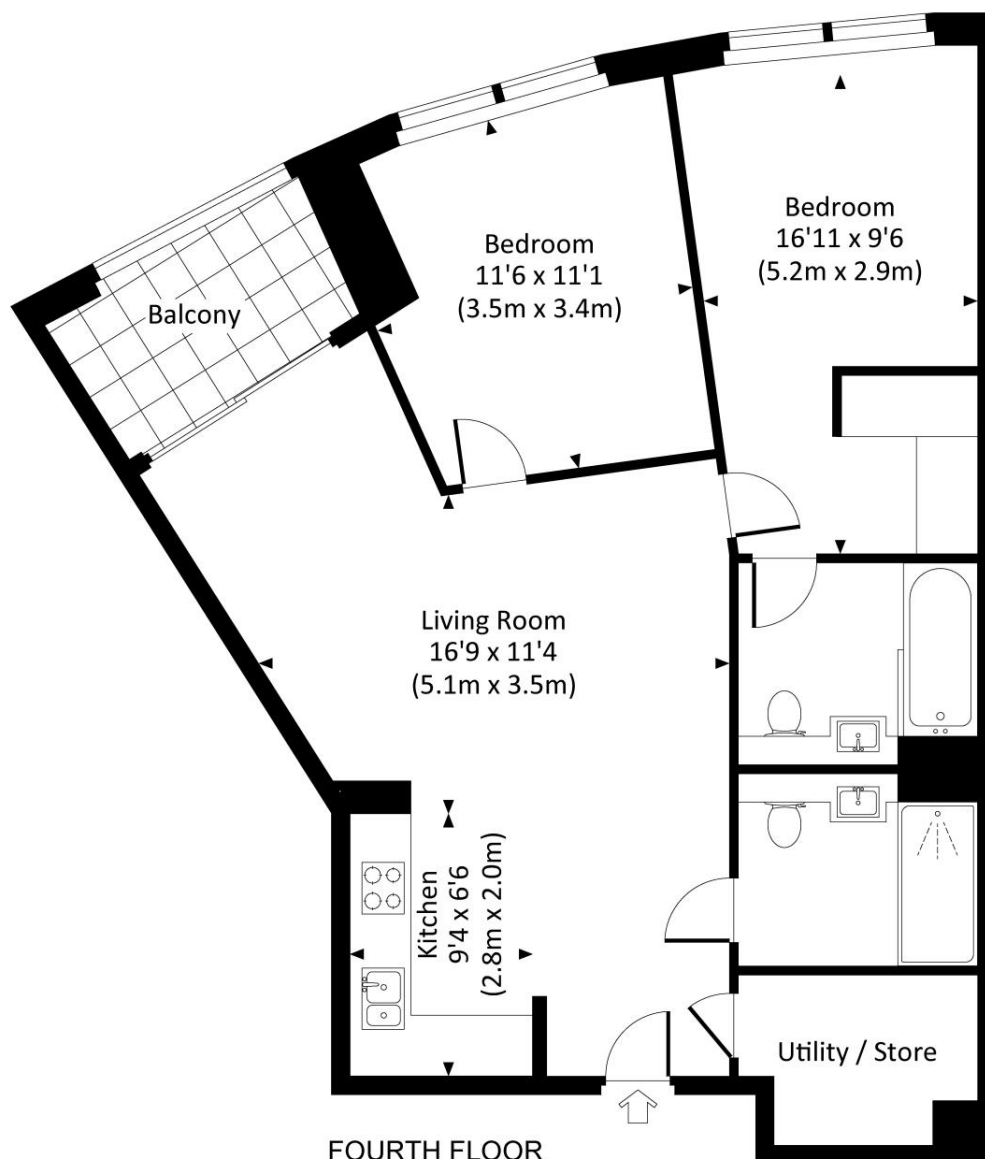 Bedroom
16'11 x 9'6
(5.2m x 2.9m)
Bedroom
11'6 x 11'1
(3.5m x 3.4m)
Balcony
Living Room
16'9 x 11'4
(5.1m x 3.5m)
Kitchen
9'4 x 6'6
(2.8m x 2.0m)
Utility / Store
FOURTH FLOOR